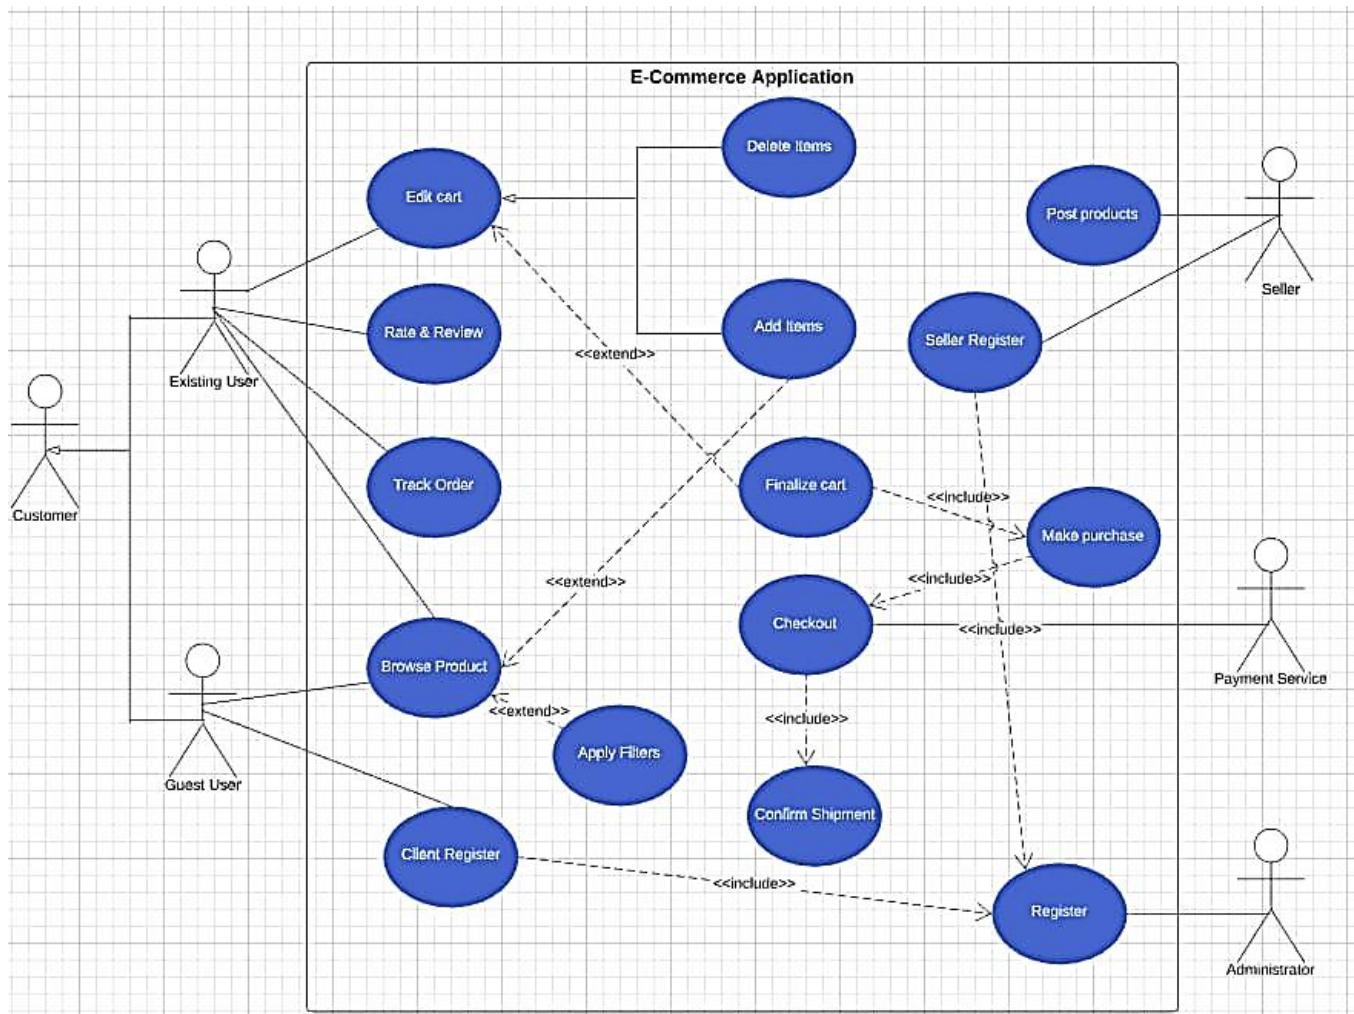 E-Commerce Application
Delete Items
Edit cart
Post products
Seller
Add Items
Rate & Review
Seller Register
<<extend>>
Existing User
Track Order
Finalize cart
<<include>>
Customer
Make purchase
<<extend>>
<<include>>
Checkout
<<include>>
Browse Product
Payment Service
<<extend>>
<<include>>
Apply Filters
Guest User
Confirm Shipment
Client Register
<<include>>
Register
Administrator